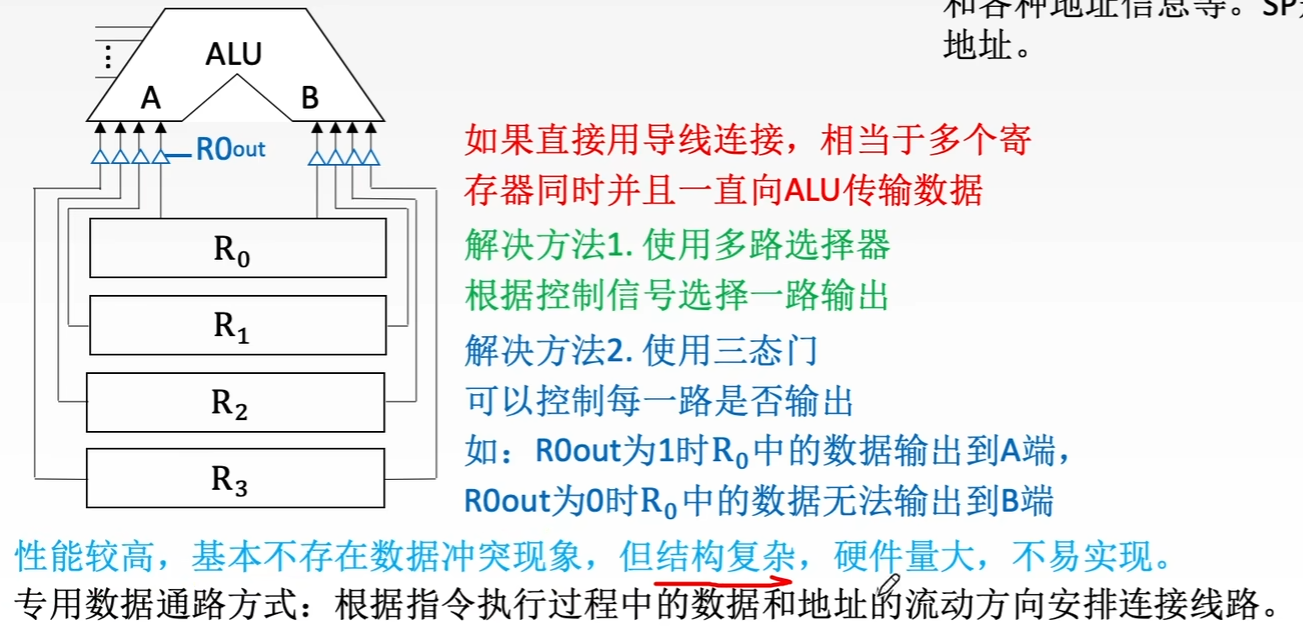 和各种地址信息等。SP
地址。
ALU
A
B
R0out
R₀
R₁
R₂
R₃
如果直接用导线连接，相当于多个寄
存器同时并且一直向ALU传输数据
解决方法1. 使用多路选择器
根据控制信号选择一路输出
解决方法2. 使用三态门
可以控制每一路是否输出
如：R0out为1时R₀中的数据输出到A端，
R0out为0时R₀中的数据无法输出到B端
性能较高，基本不存在数据冲突现象，但结构复杂，硬件量大，不易实现。
专用数据通路方式：根据指令执行过程中的数据和地址的流动方向安排连接线路。